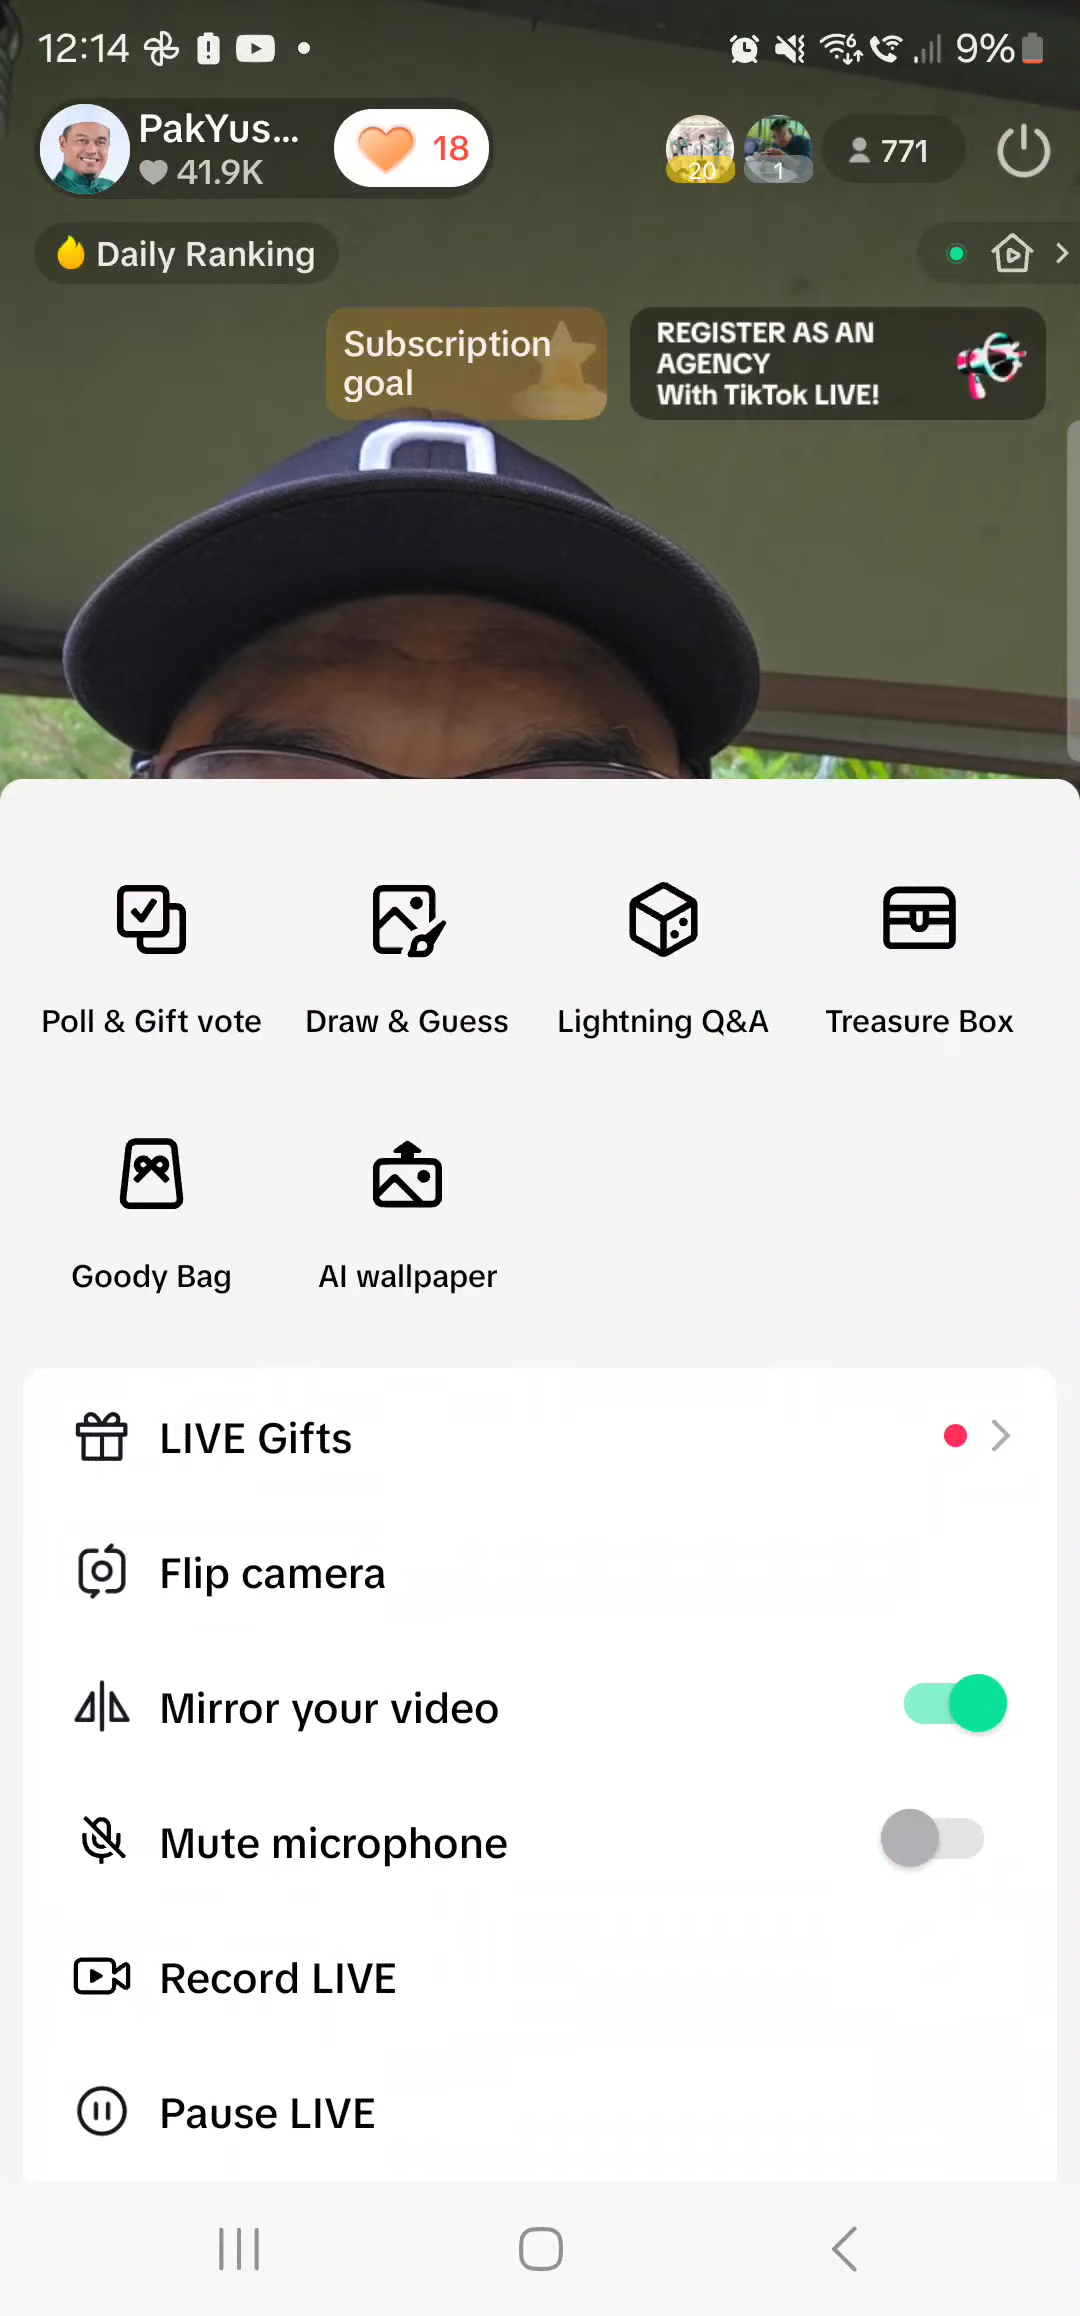 12:14
9%
PakYus...
41.9K
18
20
1
771
Daily Ranking
Subscription
goal
REGISTER AS AN
AGENCY
With TikTok LIVE!
Poll & Gift vote
Draw & Guess
Lightning Q&A
Treasure Box
Goody Bag
AI wallpaper
LIVE Gifts
Flip camera
Mirror your video
Mute microphone
Record LIVE
Pause LIVE